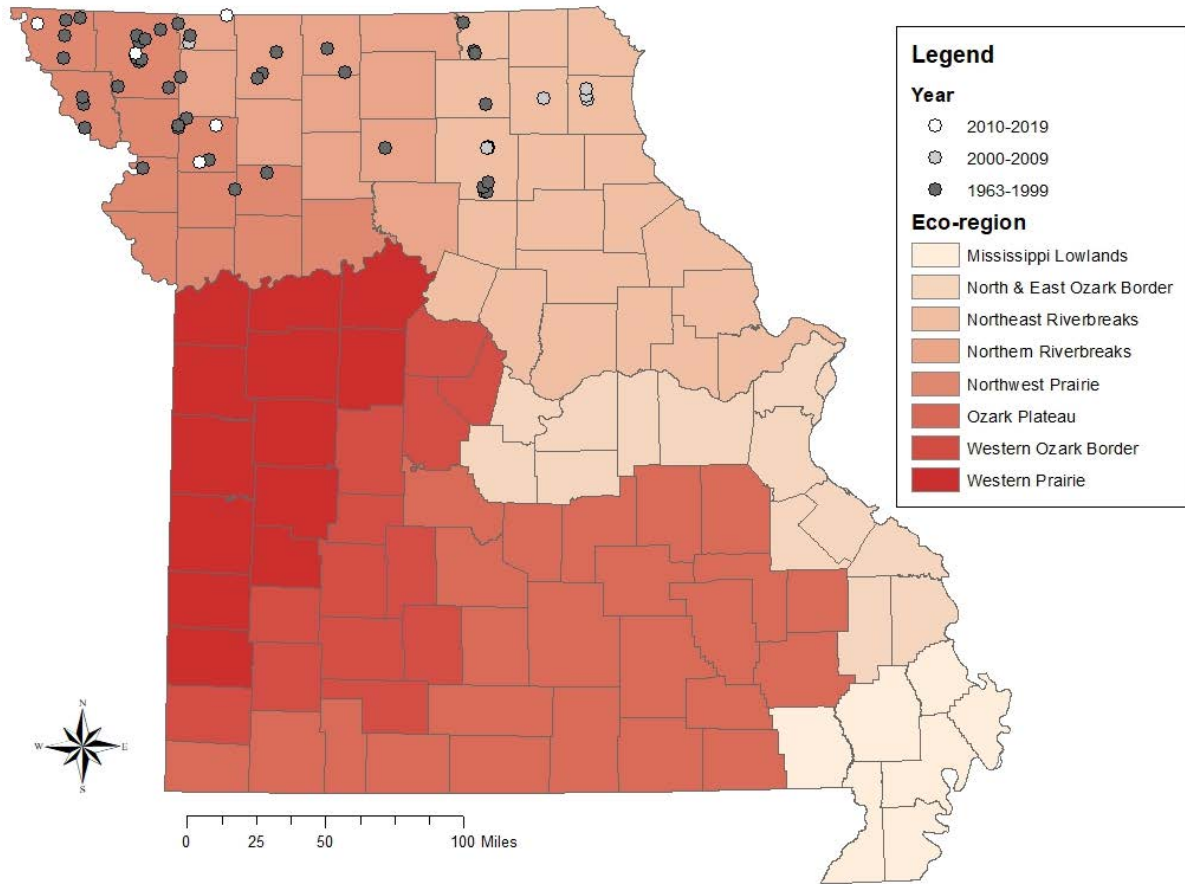 Legend
Year
2010-2019
2000-2009
1963-1999
Eco-region
Mississippi Lowlands
North & East Ozark Border
Northeast Riverbreaks
Northern Riverbreaks
Northwest Prairie
Ozark Plateau
Western Ozark Border
Western Prairie
N
W E
S
0 25 50 100 Miles